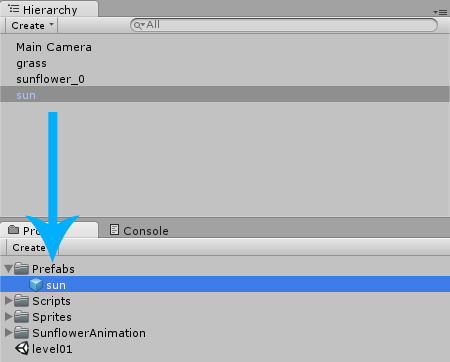 Hierarchy
Create
All
Main Camera
grass
sunflower_0
sun
Console
Create
Prefabs
sun
Scripts
Sprites
SunflowerAnimation
level01